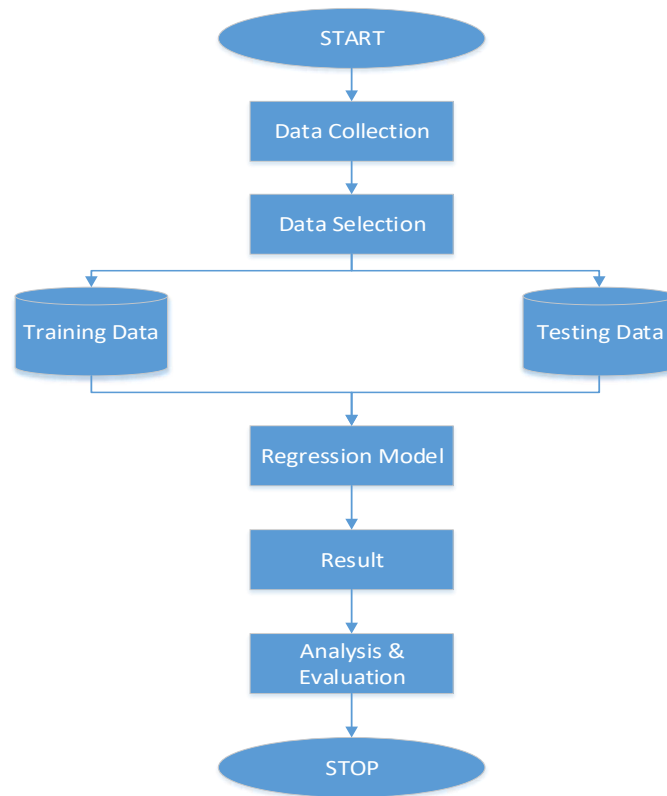 START
Data Collection
Data Selection
Training Data
Testing Data
Regression Model
Result
Analysis &
Evaluation
STOP